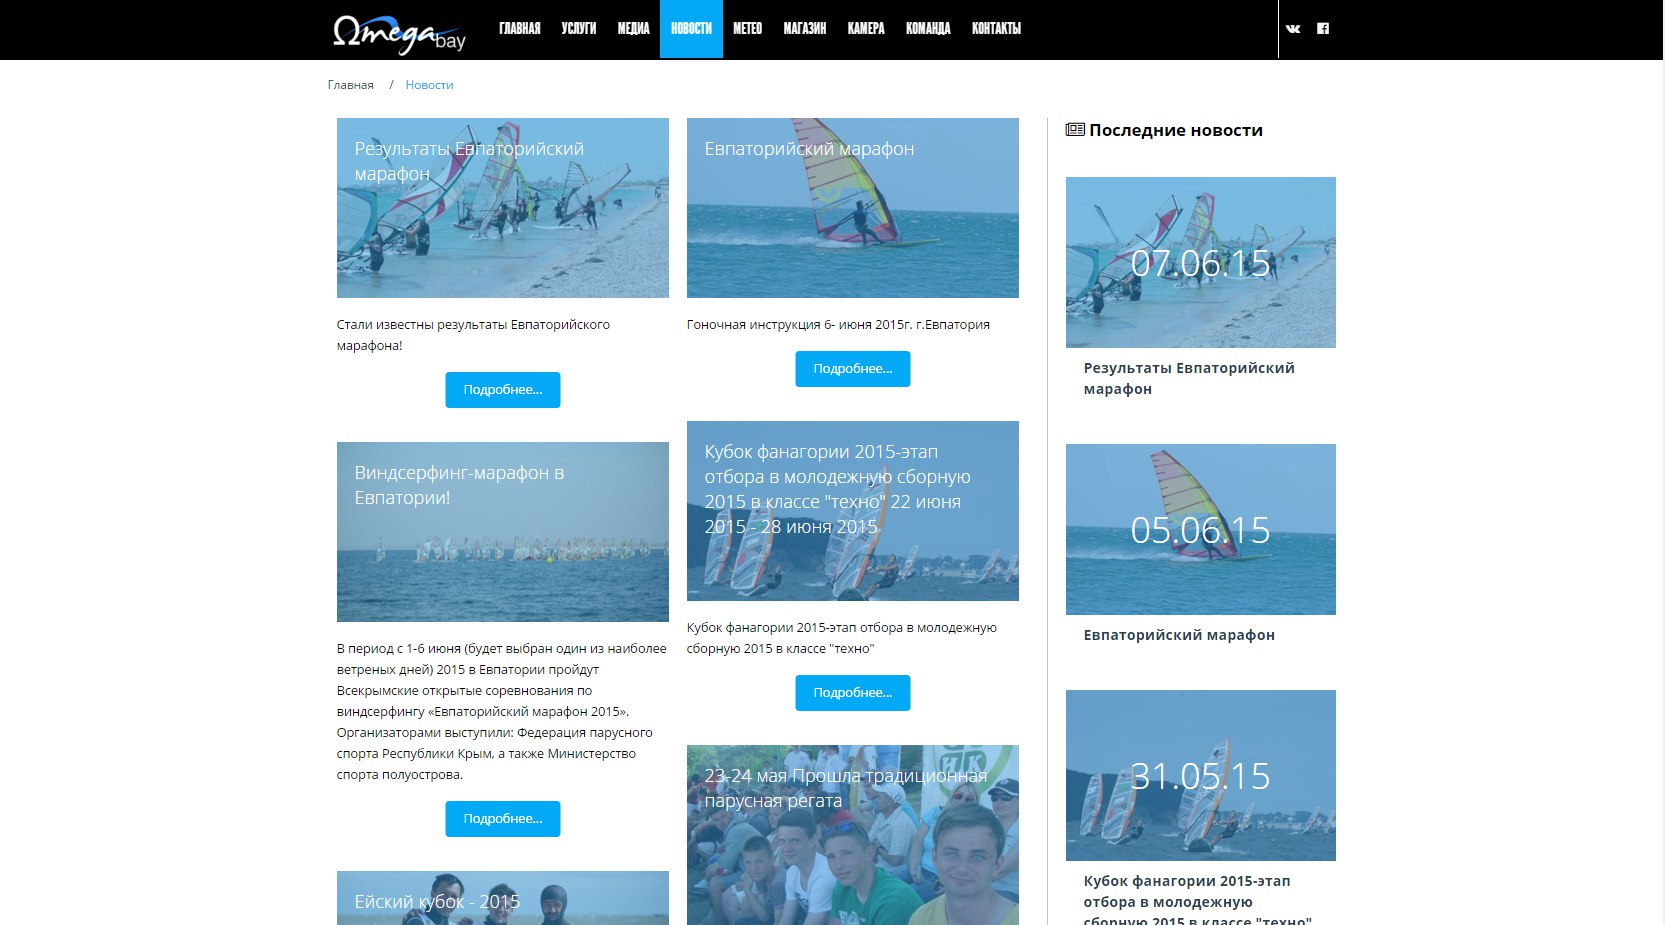 Ωmega bay
ГЛАВНАЯ УСЛУГИ МЕДИА НОВОСТИ МЕТЕО МАГАЗИН КАМЕРА КОМАНДА КОНТАКТЫ
Главная / Новости
Результаты Евпаторийский
марафон
Стали известны результаты Евпаторийского
марафона!
Подробнее...
Виндсерфинг-марафон в
Евпатории!
В период с 1-6 июня (будет выбран один из наиболее
ветреных дней) 2015 в Евпатории пройдут
Всекрымские открытые соревнования по
виндсерфингу «Евпаторийский марафон 2015».
Организаторами выступили: Федерация парусного
спорта Республики Крым, а также Министерство
спорта полуострова.
Подробнее...
Ейский кубок - 2015
Евпаторийский марафон
Гоночная инструкция 6- июня 2015г. г.Евпатория
Подробнее...
Кубок фанагории 2015-этап
отбора в молодежную сборную
2015 в классе "техно" 22 июня
2015 - 28 июня 2015
Кубок фанагории 2015-этап отбора в молодежную
сборную 2015 в классе "техно"
Подробнее...
23-24 мая Прошла традиционная
парусная регата
Последние новости
07.06.15
Результаты Евпаторийский
марафон
05.06.15
Евпаторийский марафон
31.05.15
Кубок фанагории 2015-этап
отбора в молодежную
сборную 2015 в классе "техно"